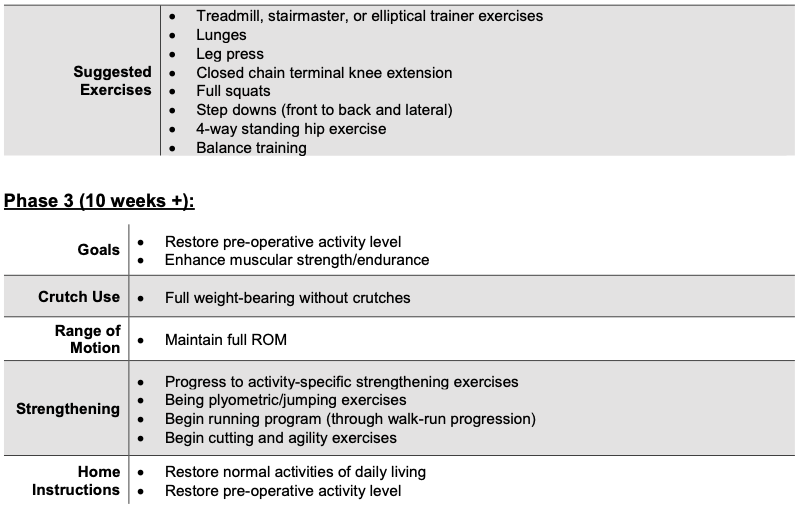 Suggested Exercises
• Treadmill, stairmaster, or elliptical trainer exercises
• Lunges
• Leg press
• Closed chain terminal knee extension
• Full squats
• Step downs (front to back and lateral)
• 4-way standing hip exercise
• Balance training
Phase 3 (10 weeks +):
Goals
• Restore pre-operative activity level
• Enhance muscular strength/endurance
Crutch Use
• Full weight-bearing without crutches
Range of
Motion
• Maintain full ROM
Strengthening
• Progress to activity-specific strengthening exercises
• Being plyometric/jumping exercises
• Begin running program (through walk-run progression)
• Begin cutting and agility exercises
Home
Instructions
• Restore normal activities of daily living
• Restore pre-operative activity level